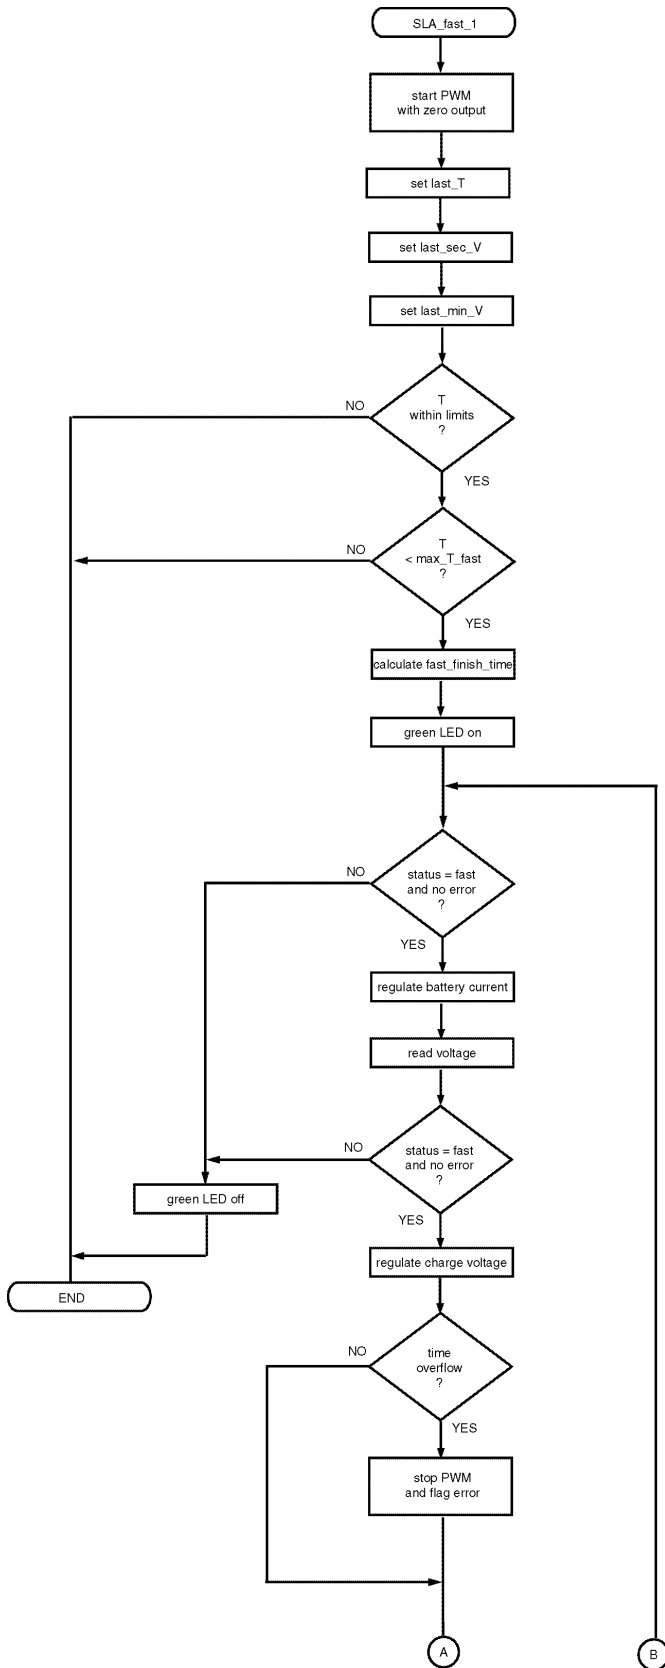 SLA_fast_1
start PWM
with zero output
set last_T
set last_sec_V
set last_min_V
T
within limits
?
NO
YES
T
< max_T_fast
?
NO
YES
calculate fast_finish_time
green LED on
status = fast
and no error
?
NO
YES
regulate battery current
read voltage
status = fast
and no error
?
NO
green LED off
YES
regulate charge voltage
END
time
overflow
?
NO
YES
stop PWM
and flag error
A
B